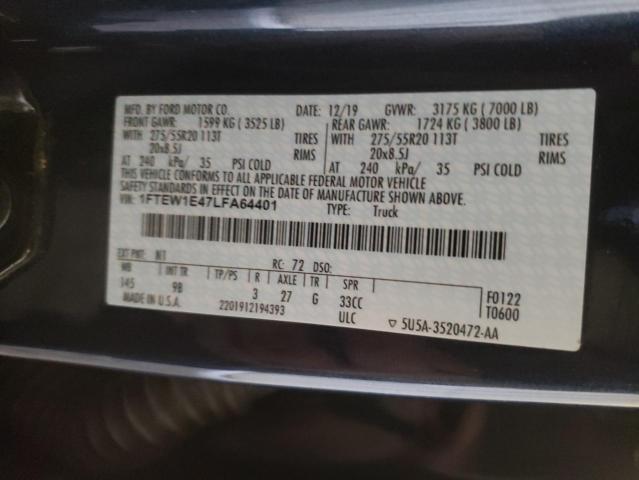 MFD. BY FORD MOTOR CO. DATE: 12/19 GVWR: 3175 KG ( 7000 LB)
FRONT GAWR: 1599 KG ( 3525 LB) REAR GAWR: 1724 KG ( 3800 LB)
WITH 275/55R20 113T TIRES WITH 275/55R20 113T TIRES
20x8.5J RIMS 20x8.5J RIMS
AT 240 kPa/ 35 PSI COLD AT 240 kPa/ 35 PSI COLD
THIS VEHICLE CONFORMS TO ALL APPLICABLE FEDERAL MOTOR VEHICLE
SAFETY STANDARDS IN EFFECT ON THE DATE OF MANUFACTURE SHOWN ABOVE.
VIN: 1FTEW1E47LFA64401 TYPE: Truck
EXT PNT: N1 RC: 72 DSO: F0122
WB INT TR TP/PS R AXLE TR SPR T0600
145 9B 3 27 G 33CC
MADE IN U.S.A. 2201912194393 ULC ▽ 5U5A-3520472-AA